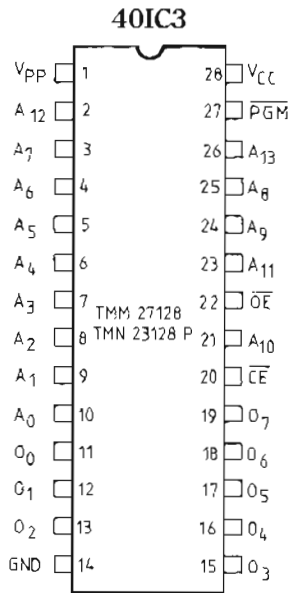 40IC3
VPP 1 28 VCC
A12 2 27 PGM
A7 3 26 A13
A6 4 25 A8
A5 5 24 A9
A4 6 23 A11
A3 7 22 OE
TMM 27128
A2 8 21 A10
TMN 23128 P
A1 9 20 CE
A0 10 19 O7
O0 11 18 O6
O1 12 17 O5
O2 13 16 O4
GND 14 15 O3